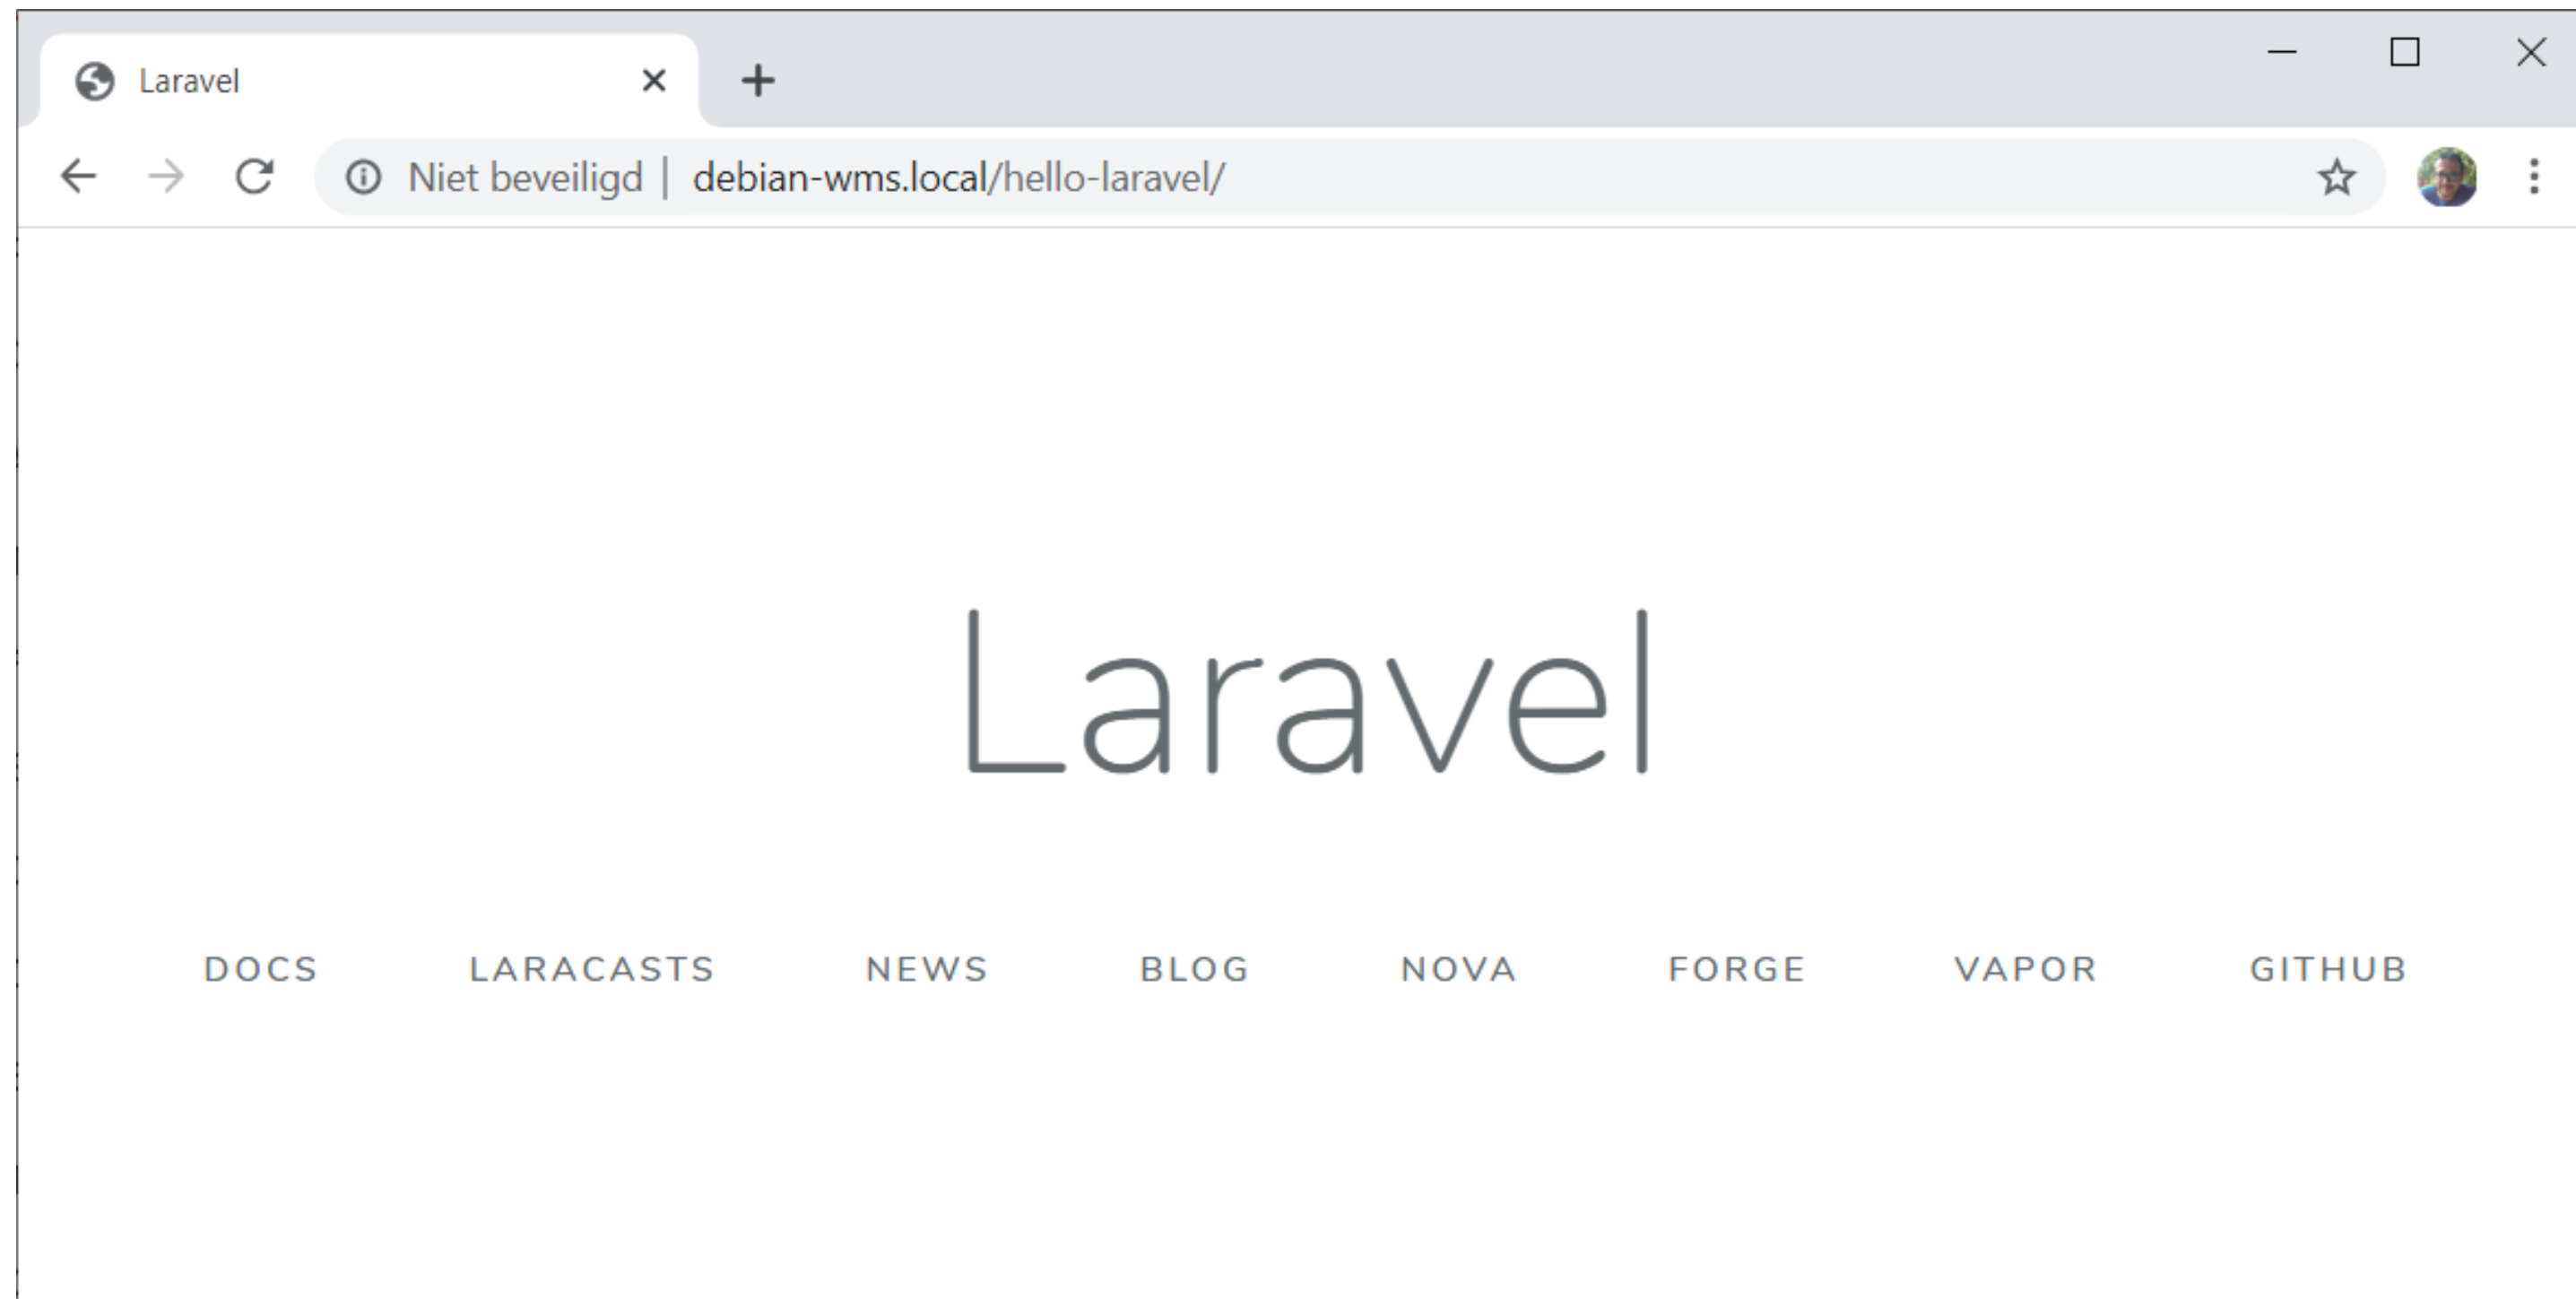 Laravel
Niet beveiligd | debian-wms.local/hello-laravel/
Laravel
DOCS LARACASTS NEWS BLOG NOVA FORGE VAPOR GITHUB